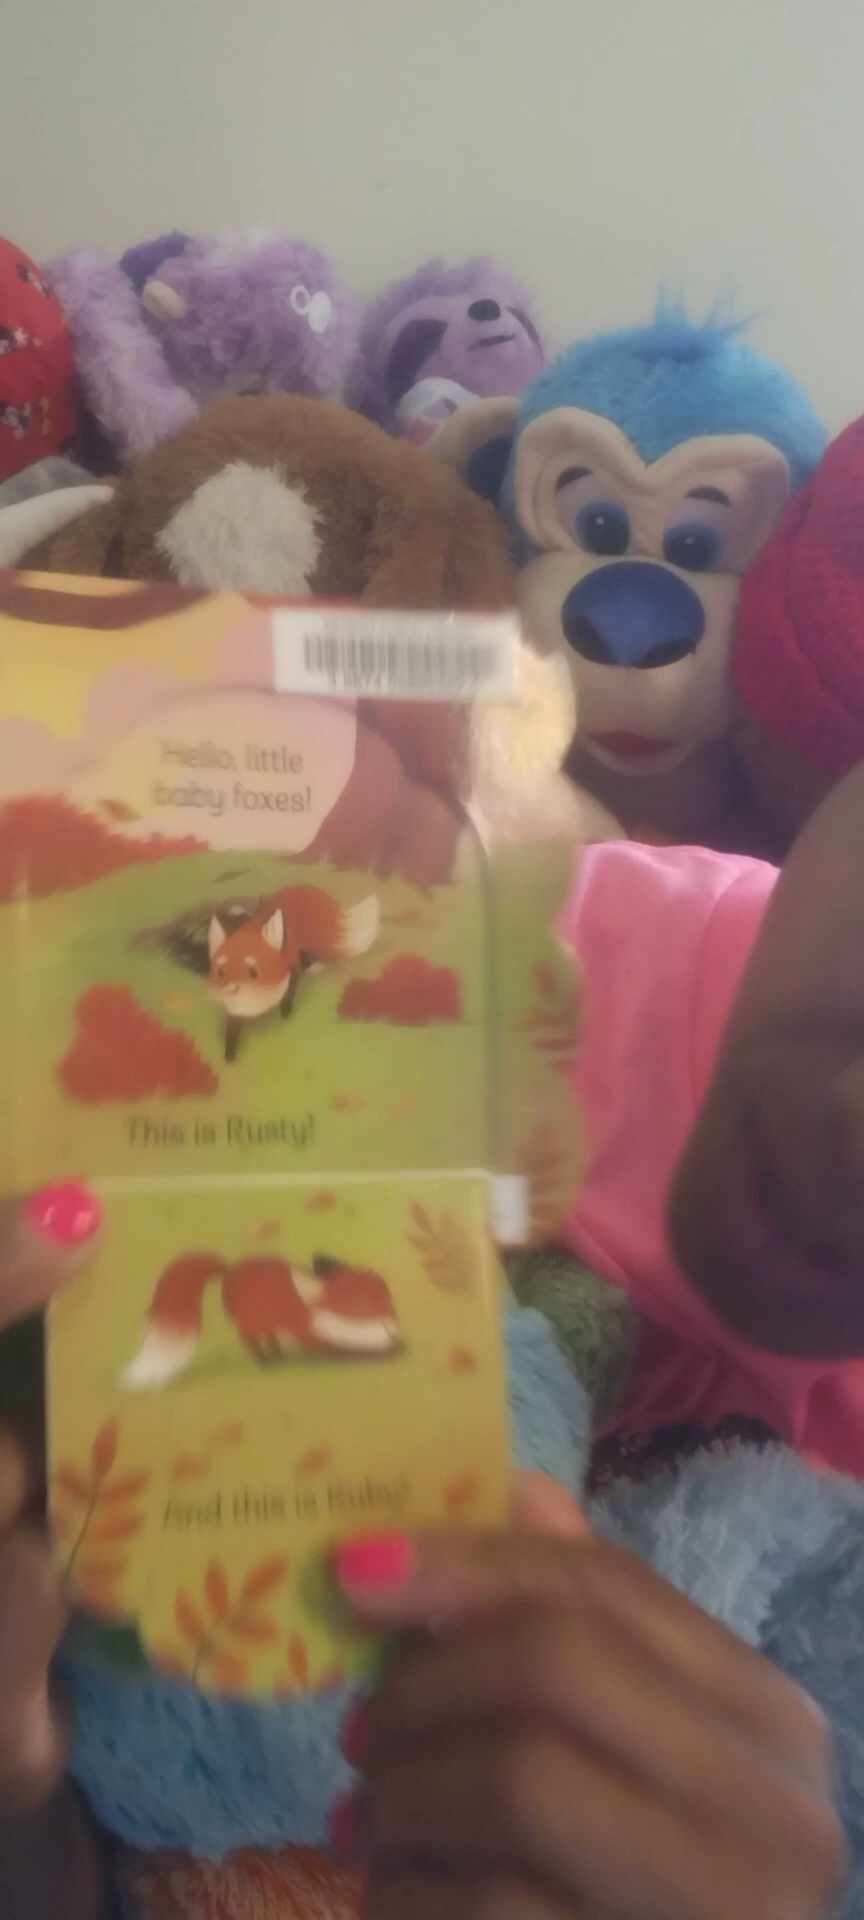 Hello, little
baby foxes!
This is Rusty!
And this is Ruby!